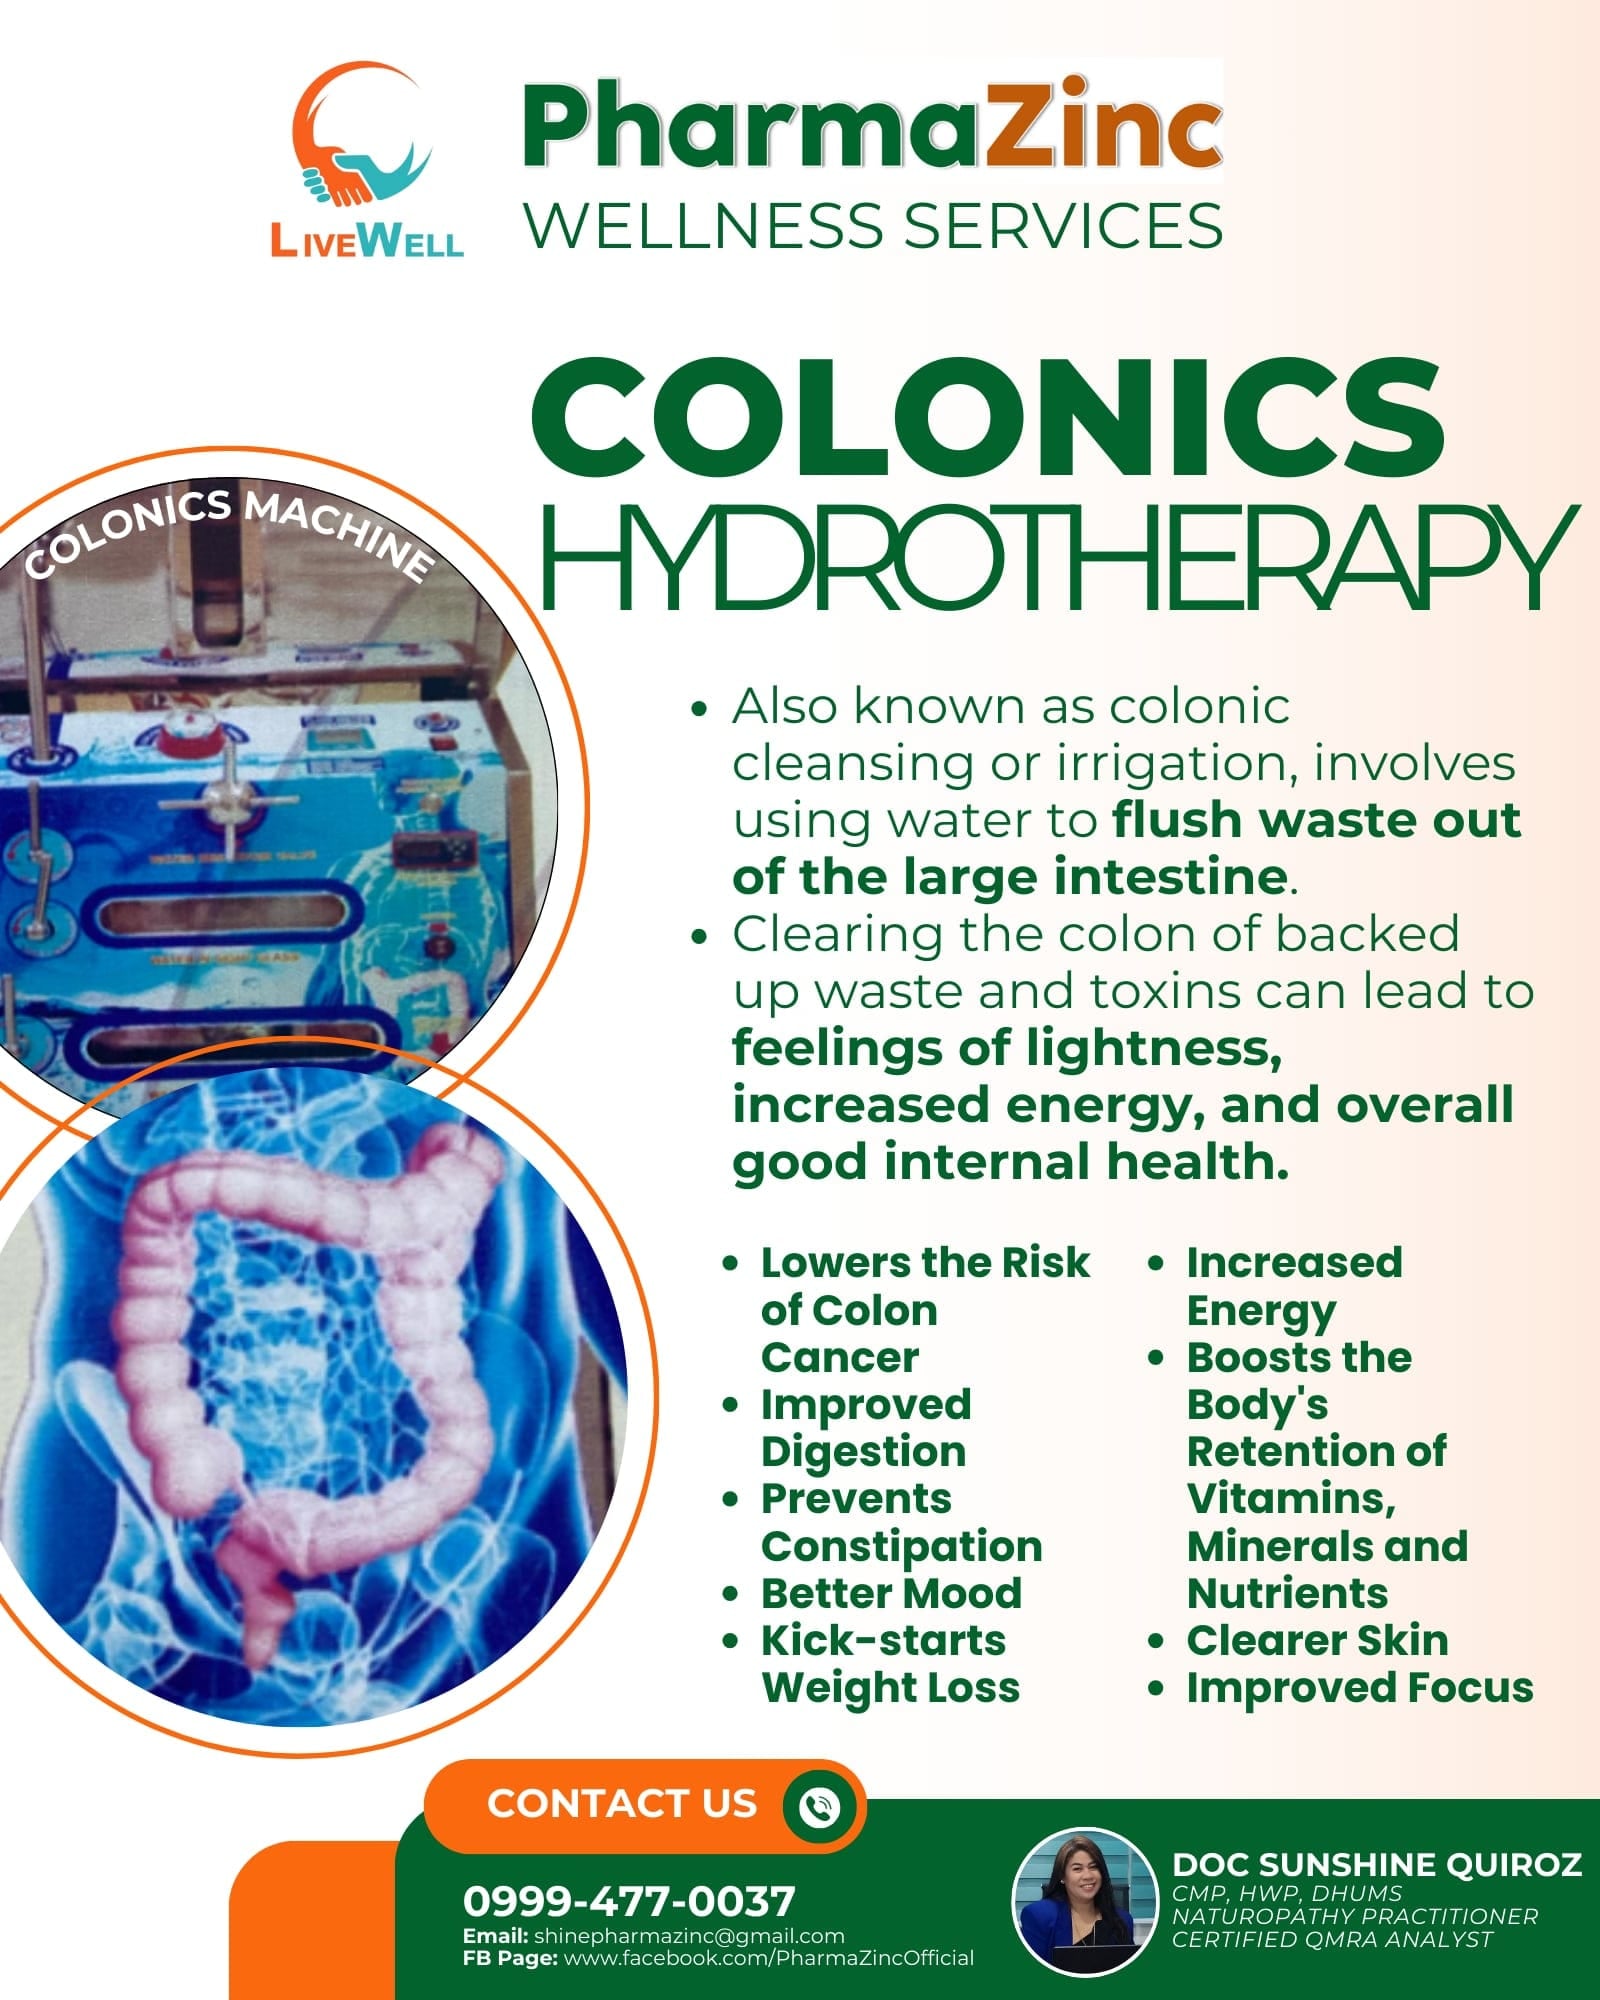 LIVEWELL
PharmaZinc
WELLNESS SERVICES
COLONICS
HYDROTHERAPY
COLONICS MACHINE
• Also known as colonic
cleansing or irrigation, involves
using water to flush waste out
of the large intestine.
• Clearing the colon of backed
up waste and toxins can lead to
feelings of lightness,
increased energy, and overall
good internal health.
• Lowers the Risk
of Colon
Cancer
• Improved
Digestion
• Prevents
Constipation
• Better Mood
• Kick-starts
Weight Loss
• Increased
Energy
• Boosts the
Body's
Retention of
Vitamins,
Minerals and
Nutrients
• Clearer Skin
• Improved Focus
CONTACT US
0999-477-0037
Email: shinepharmazinc@gmail.com
FB Page: www.facebook.com/PharmaZincOfficial
DOC SUNSHINE QUIROZ
CMP, HWP, DHUMS
NATUROPATHY PRACTITIONER
CERTIFIED QMRA ANALYST